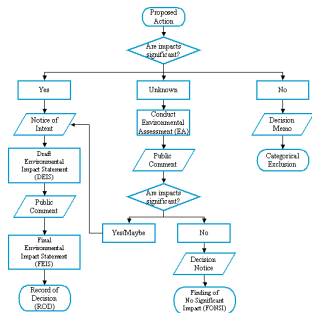 Proposed
Action
Are impacts
significant?
Yes
Unknown
No
Notice of
Intent
Conduct
Environmental
Assessment (EA)
Decision
Memo
Draft
Environmental
Impact Statement
(DEIS)
Public
Comment
Categorical
Exclusion
Public
Comment
Are impacts
significant?
Yes/Maybe
No
Final
Environmental
Impact Statement
(FEIS)
Decision
Notice
Record of
Decision
(ROD)
Finding of
No Significant
Impact (FONSI)